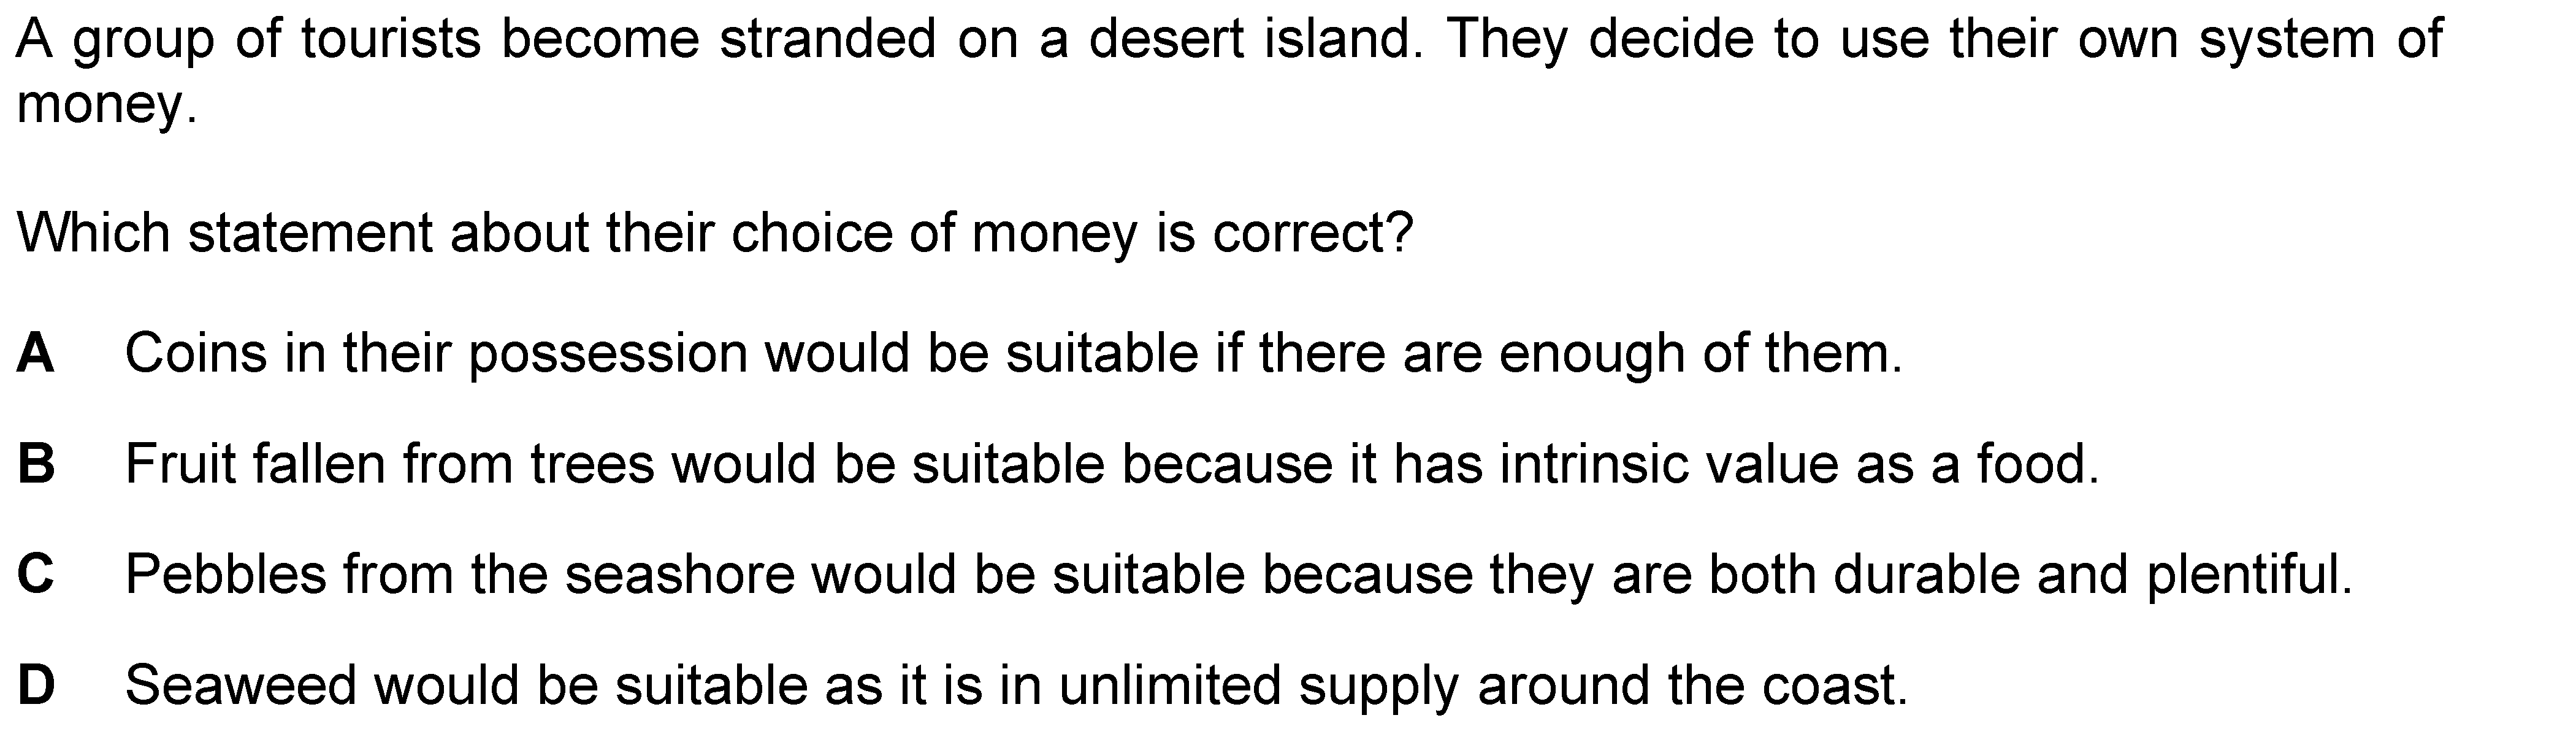 A group of tourists become stranded on a desert island. They decide to use their own system of
money.
Which statement about their choice of money is correct?
A Coins in their possession would be suitable if there are enough of them.
B Fruit fallen from trees would be suitable because it has intrinsic value as a food.
C Pebbles from the seashore would be suitable because they are both durable and plentiful.
D Seaweed would be suitable as it is in unlimited supply around the coast.